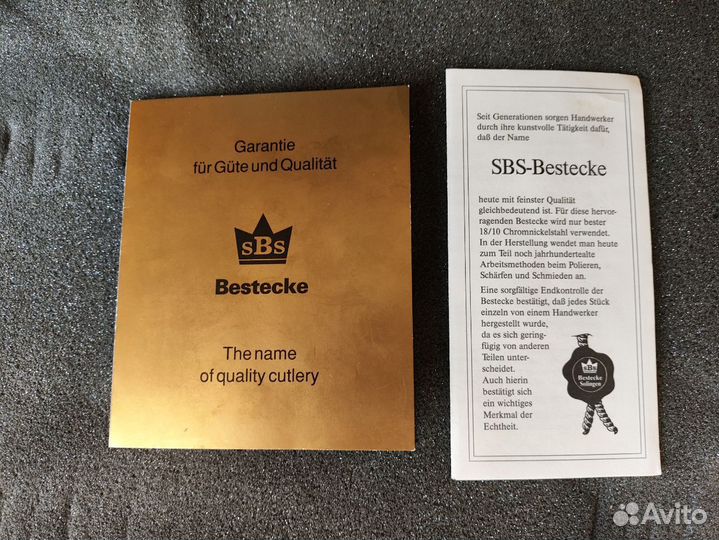 Garantie
für Güte und Qualität
sBs
Bestecke
The name
of quality cutlery
Seit Generationen sorgen Handwerker
durch ihre kunstvolle Tätigkeit dafür,
daß der Name
SBS-Bestecke
heute mit feinster Qualität
gleichbedeutend ist. Für diese hervor-
ragenden Bestecke wird nur bester
18/10 Chromnickelstahl verwendet.
In der Herstellung wendet man heute
zum Teil noch jahrhundertealte
Arbeitsmethoden beim Polieren,
Schärfen und Schmieden an.
Eine sorgfältige Endkontrolle der
Bestecke bestätigt, daß jedes Stück
einzeln von einem Handwerker
hergestellt wurde,
da es sich gering-
fügig von anderen
Teilen unter-
scheidet.
Auch hierin
bestätigt sich
ein wichtiges
Merkmal der
Echtheit.
sBs
Bestecke
Solingen
Avito